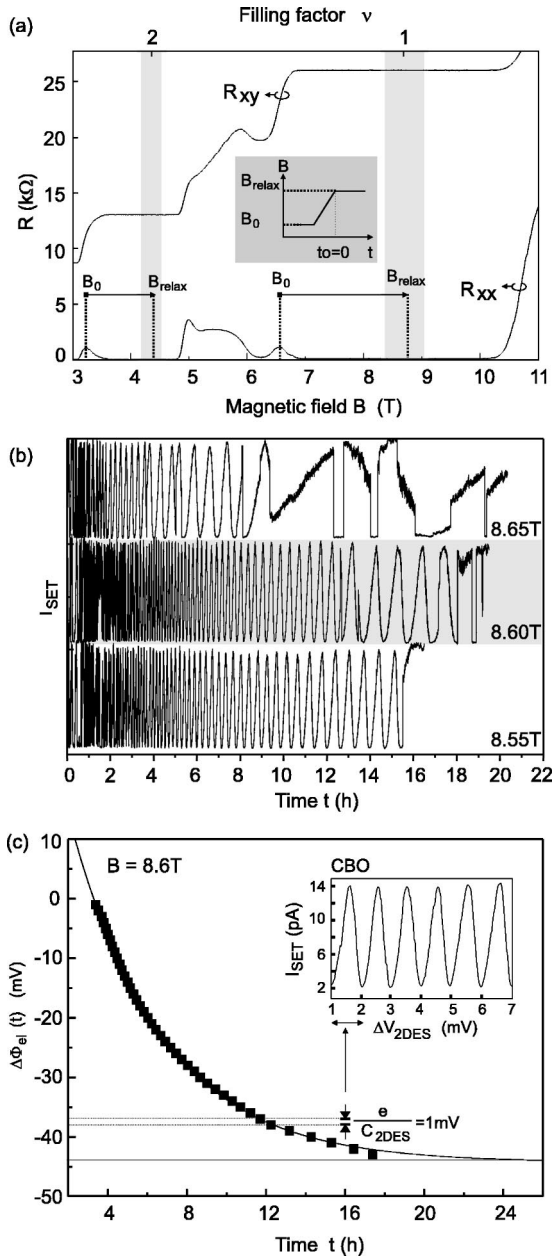 Filling factor ν
(a)
2
1
R (kΩ)
25
20
15
10
5
0
Rxy
Rxx
B
Brelax
B0
to=0
t
B0
Brelax
B0
Brelax
3
4
5
6
7
8
9
10
11
Magnetic field B (T)
(b)
ISET
8.65T
8.60T
8.55T
0
2
4
6
8
10
12
14
16
18
20
22
Time t (h)
(c)
10
0
-10
-20
-30
-40
-50
ΔΦel (t) (mV)
B = 8.6T
CBO
14
10
6
2
ISET (pA)
1
2
3
4
5
6
7
ΔV2DES (mV)
e
C2DES
=1mV
4
8
12
16
20
24
Time t (h)